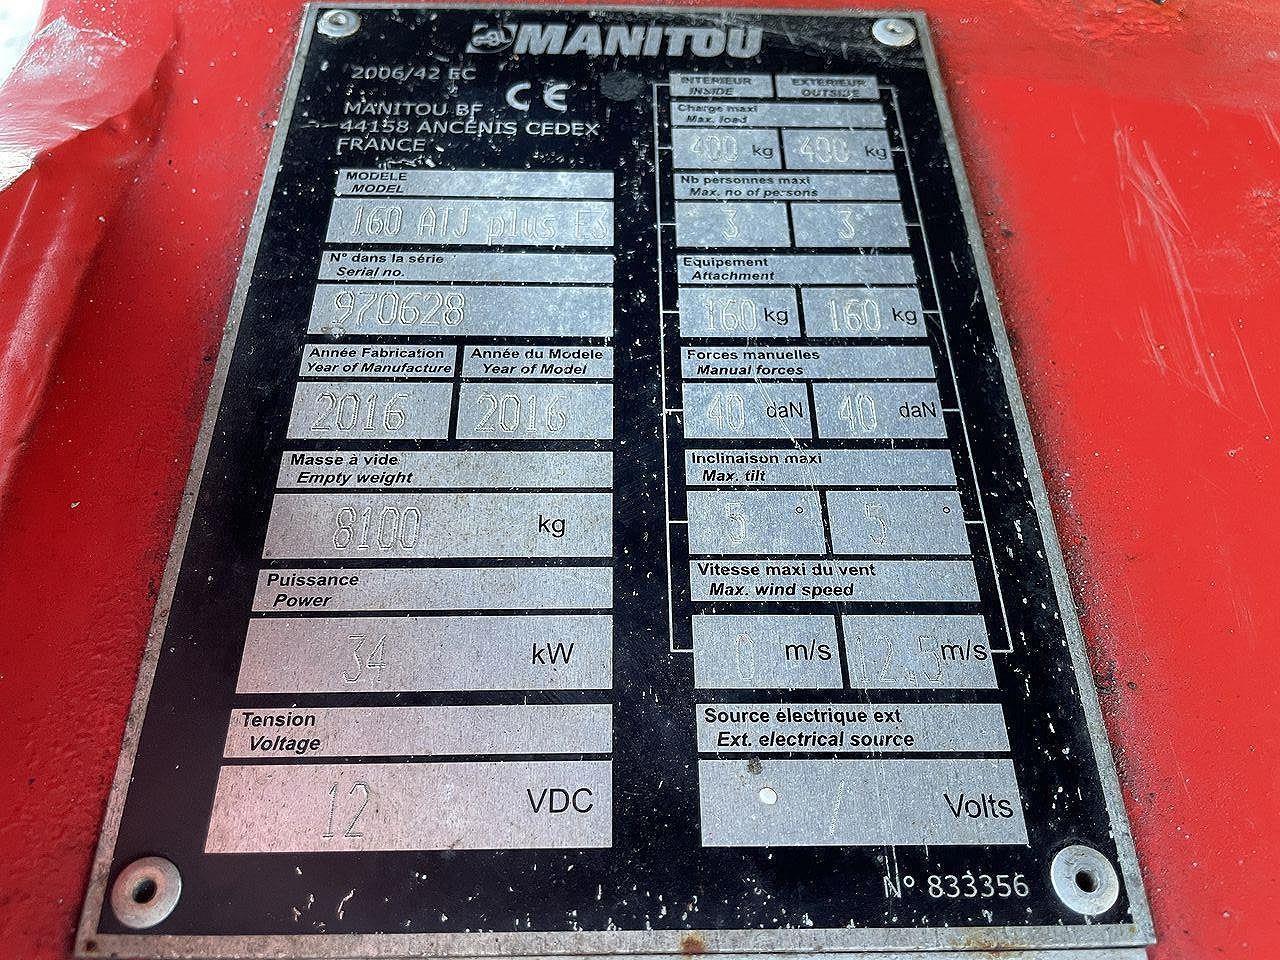 MANITOU
2006/42 EC
CE
MANITOU BF
44158 ANCENIS CEDEX
FRANCE
MODELE
MODEL
160 ATJ plus E3
N° dans la série
Serial no.
970628
Année Fabrication
Year of Manufacture
Année du Modele
Year of Model
2016 2016
Masse à vide
Empty weight
8100 kg
Puissance
Power
34 kW
Tension
Voltage
12 VDC
INTERIEUR
INSIDE
EXTERIEUR
OUTSIDE
Charge maxi
Max. load
400 kg 400 kg
Nb personnes maxi
Max. no of persons
3 3
Equipement
Attachment
160 kg 160 kg
Forces manuelles
Manual forces
40 daN 40 daN
Inclinaison maxi
Max. tilt
5 ° 5 °
Vitesse maxi du vent
Max. wind speed
0 m/s 12.5 m/s
Source électrique ext
Ext. electrical source
/ Volts
N° 833356